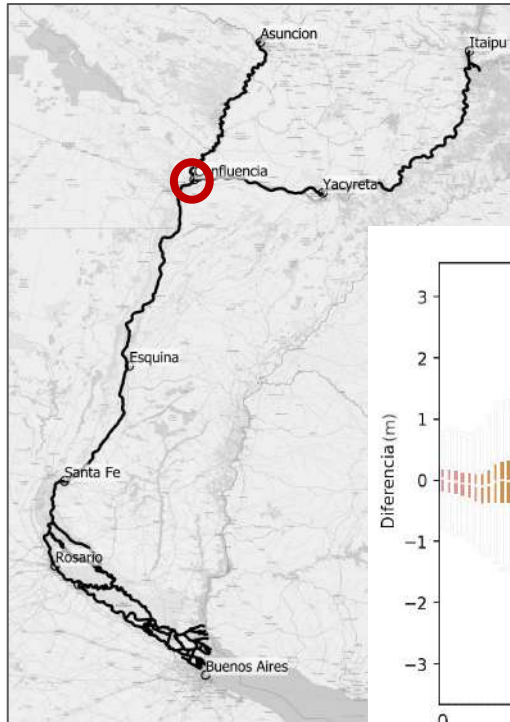 Asuncion
Itaipu
Confluencia
Yacyreta
Esquina
Santa Fe
Rosario
Buenos Aires
Diferencia (m)
3
2
1
0
−1
−2
−3
0